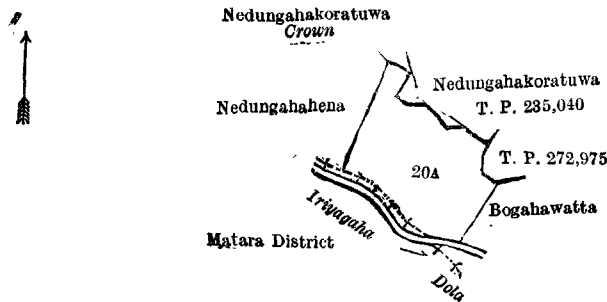 Nedungahakoratuwa
Crown
Nedungahakoratuwa
T. P. 235,040
Nedungahahena
T. P. 272,975
20A
Bogahawatta
Iriyagaha
Matara District
Dola